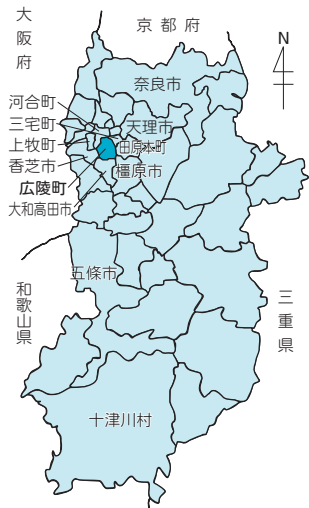 大阪府
京都府
N
奈良市
河合町
三宅町
天理市
上牧町
田原本町
香芝市
橿原市
広陵町
大和高田市
五條市
和歌山県
三重県
十津川村